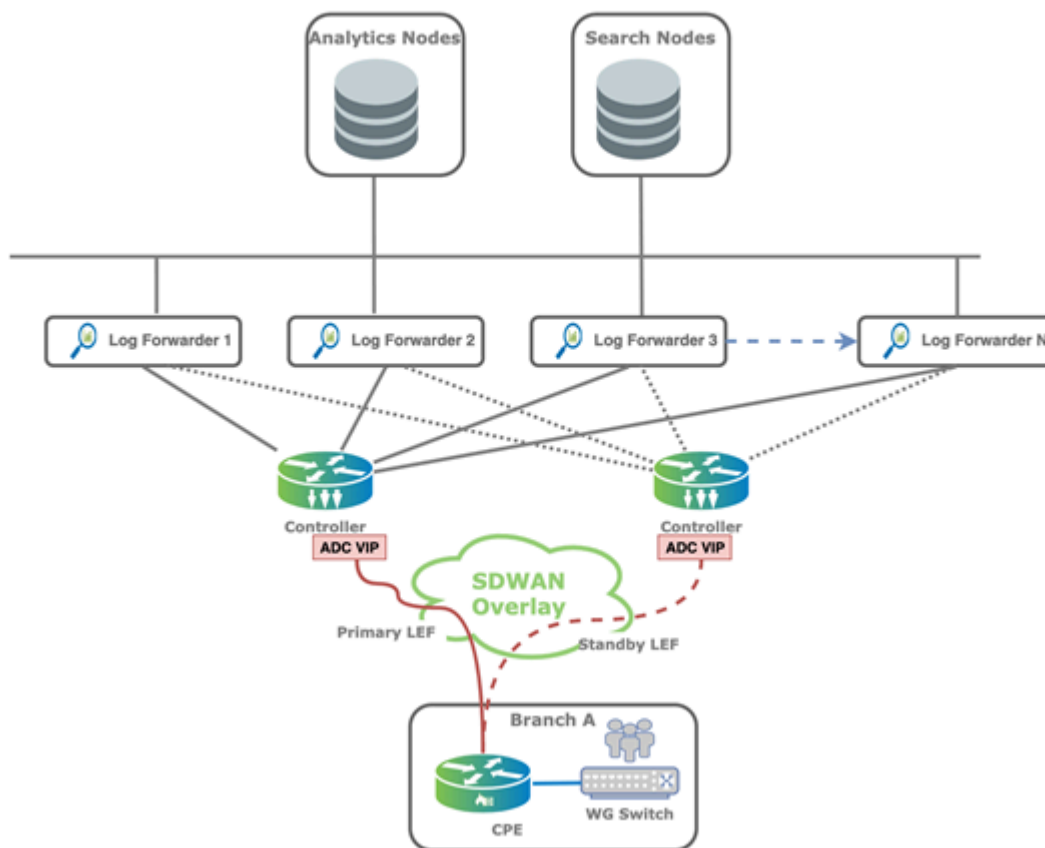 Analytics Nodes
Search Nodes
Log Forwarder 1
Log Forwarder 2
Log Forwarder 3
Log Forwarder N
Controller
Controller
ADC VIP
ADC VIP
SDWAN
Overlay
Primary LEF
Standby LEF
Branch A
WG Switch
CPE